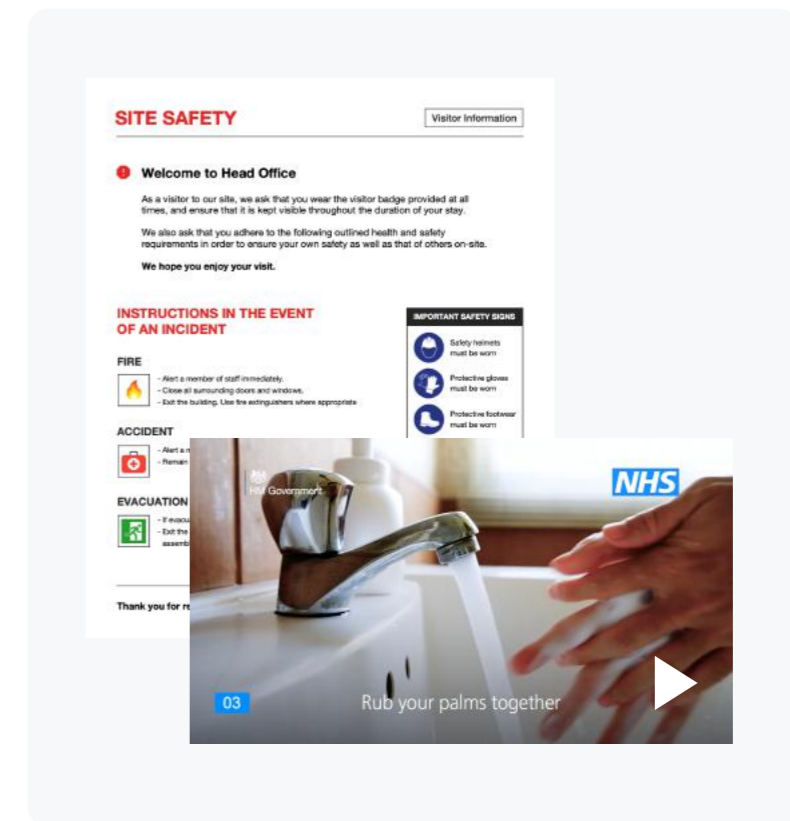 SITE SAFETY
Visitor Information
Welcome to Head Office
As a visitor to our site, we ask that you wear the visitor badge provided at all
times, and ensure that it is kept visible throughout the duration of your stay.
We also ask that you adhere to the following outlined health and safety
requirements in order to ensure your own safety as well as that of others on-site.
We hope you enjoy your visit.
INSTRUCTIONS IN THE EVENT
OF AN INCIDENT
FIRE
- Alert a member of staff immediately.
- Close all surrounding doors and windows.
- Exit the building. Use fire extinguishers where appropriate
ACCIDENT
- Alert a
- Remain
EVACUATION
- If
- Exit the
Thank you for
IMPORTANT SAFETY SIGNS
Safety helmets
must be worn
Protective gloves
must be worn
Protective footwear
must be worn
HM Government
NHS
03
Rub your palms together